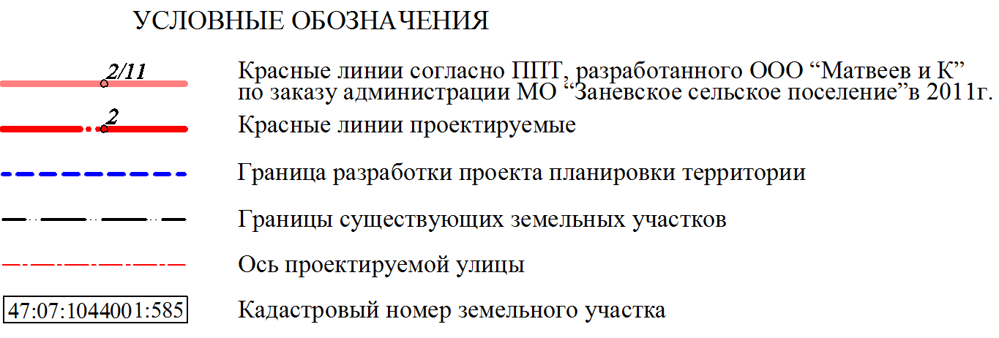 УСЛОВНЫЕ ОБОЗНАЧЕНИЯ
2/11
Красные линии согласно ППТ, разработанного ООО “Матвеев и К”
по заказу администрации МО “Заневское сельское поселение”в 2011г.
2
Красные линии проектируемые
Граница разработки проекта планировки территории
Границы существующих земельных участков
Ось проектируемой улицы
47:07:1044001:585
Кадастровый номер земельного участка